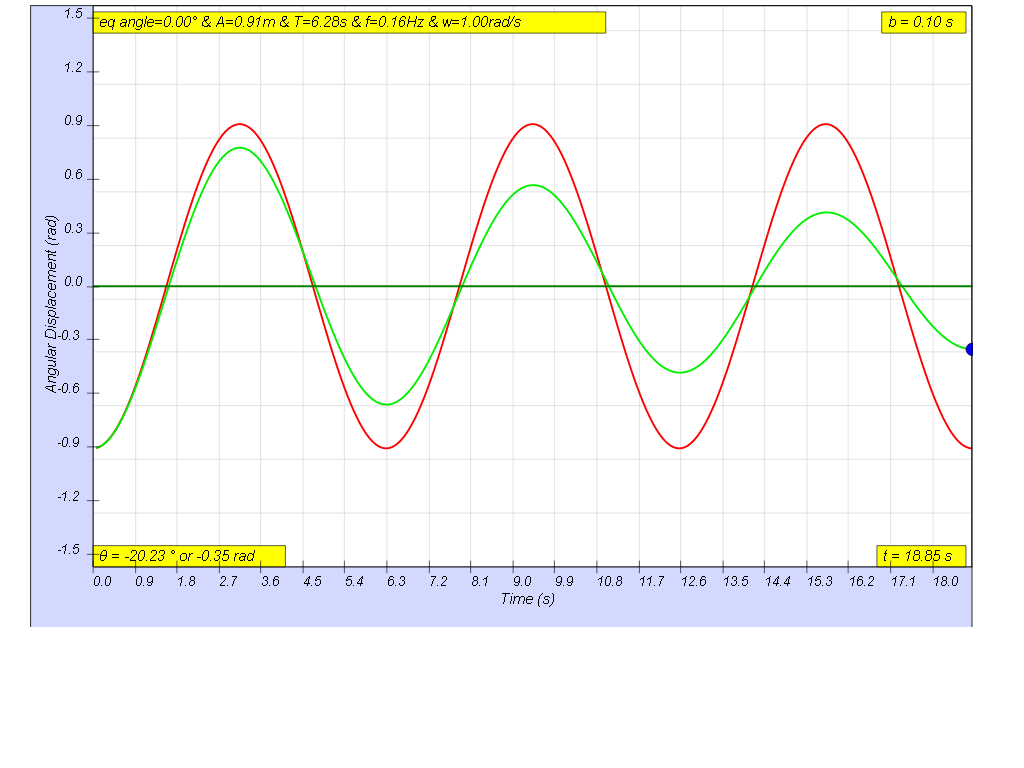 eq angle=0.00° & A=0.91m & T=6.28s & f=0.16Hz & w=1.00rad/s
b = 0.10 s
1.5
1.2
0.9
0.6
0.3
0.0
-0.3
-0.6
-0.9
-1.2
-1.5
Angular Displacement (rad)
θ = -20.23 ° or -0.35 rad
t = 18.85 s
0.0 0.9 1.8 2.7 3.6 4.5 5.4 6.3 7.2 8.1 9.0 9.9 10.8 11.7 12.6 13.5 14.4 15.3 16.2 17.1 18.0
Time (s)